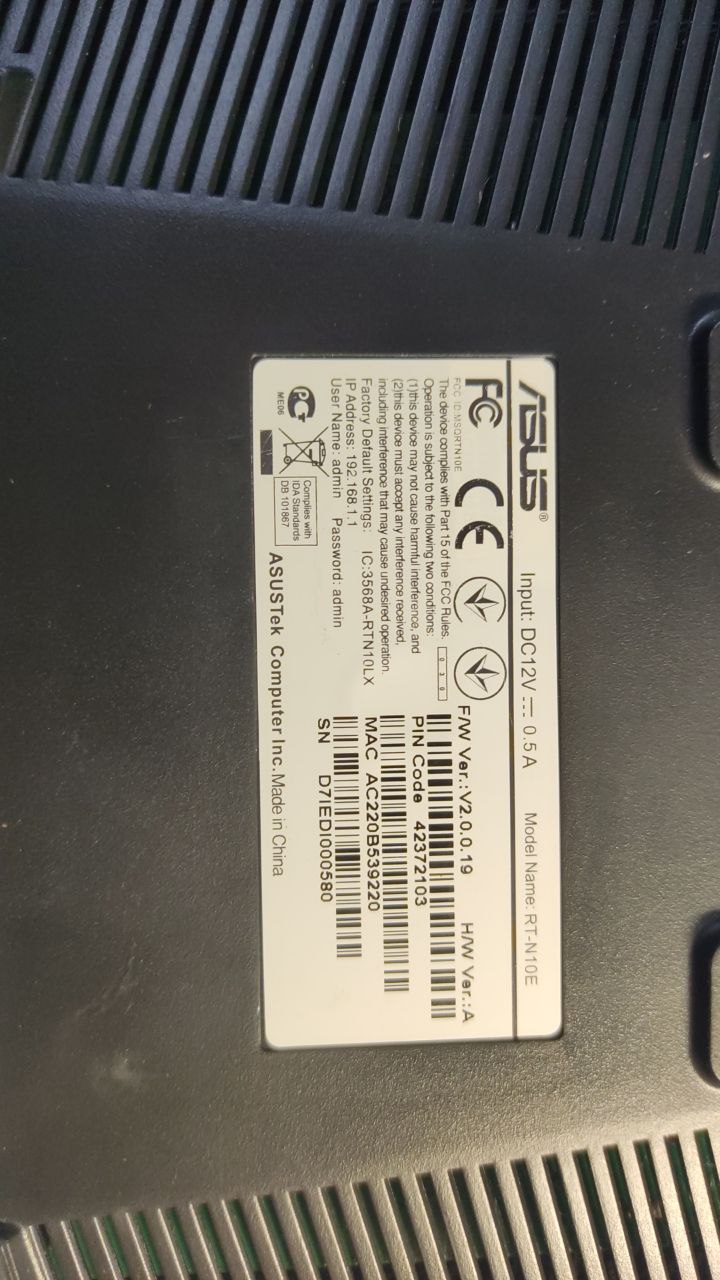 ASUS® Input: DC12V 0.5 A Model Name: RT-N10E
FC CE F/W Ver.:V2.0.0.19 H/W Ver.:A
FCC ID:MSQRTN10E
The device complies with Part 15 of the FCC Rules.
Operation is subject to the following two conditions:
(1)this device may not cause harmful interference, and
(2)this device must accept any interference received,
including interference that may cause undesired operation.
Factory Default Settings: IC:3568A-RTN10LX
IP Address: 192.168.1.1
User Name: admin Password: admin
PIN Code 42372103
MAC AC220B539220
SN D7IEDI000580
ME06
Complies with
IDA Standards
DB 101867
ASUSTek Computer Inc. Made in China